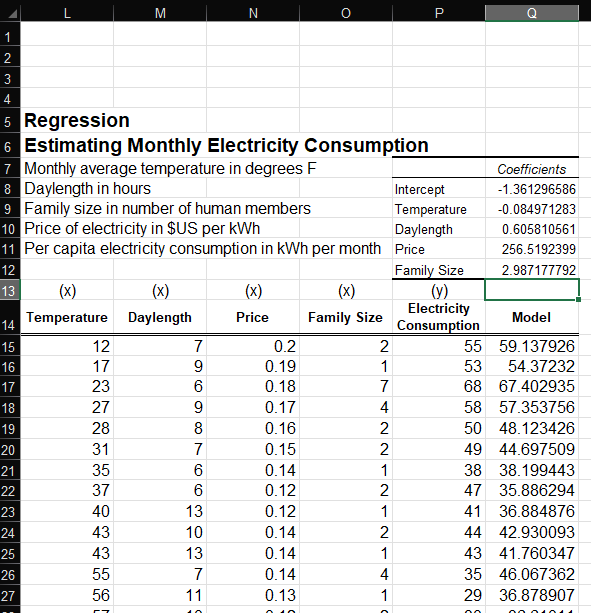 L M N O P Q
1
2
3
4
5 Regression
6 Estimating Monthly Electricity Consumption
7 Monthly average temperature in degrees F Coefficients
8 Daylength in hours Intercept -1.361296586
9 Family size in number of human members Temperature -0.084971283
10 Price of electricity in $US per kWh Daylength 0.605810561
11 Per capita electricity consumption in kWh per month Price 256.5192399
12 Family Size 2.987177792
13 (x) (x) (x) (x) (y)
14 Temperature Daylength Price Family Size Electricity Consumption Model
15 12 7 0.2 2 55 59.137926
16 17 9 0.19 1 53 54.37232
17 23 6 0.18 7 68 67.402935
18 27 9 0.17 4 58 57.353756
19 28 8 0.16 2 50 48.123426
20 31 7 0.15 2 49 44.697509
21 35 6 0.14 1 38 38.199443
22 37 6 0.12 2 47 35.886294
23 40 13 0.12 1 41 36.884876
24 43 10 0.14 2 44 42.930093
25 43 13 0.14 1 43 41.760347
26 55 7 0.14 4 35 46.067362
27 56 11 0.13 1 29 36.878907